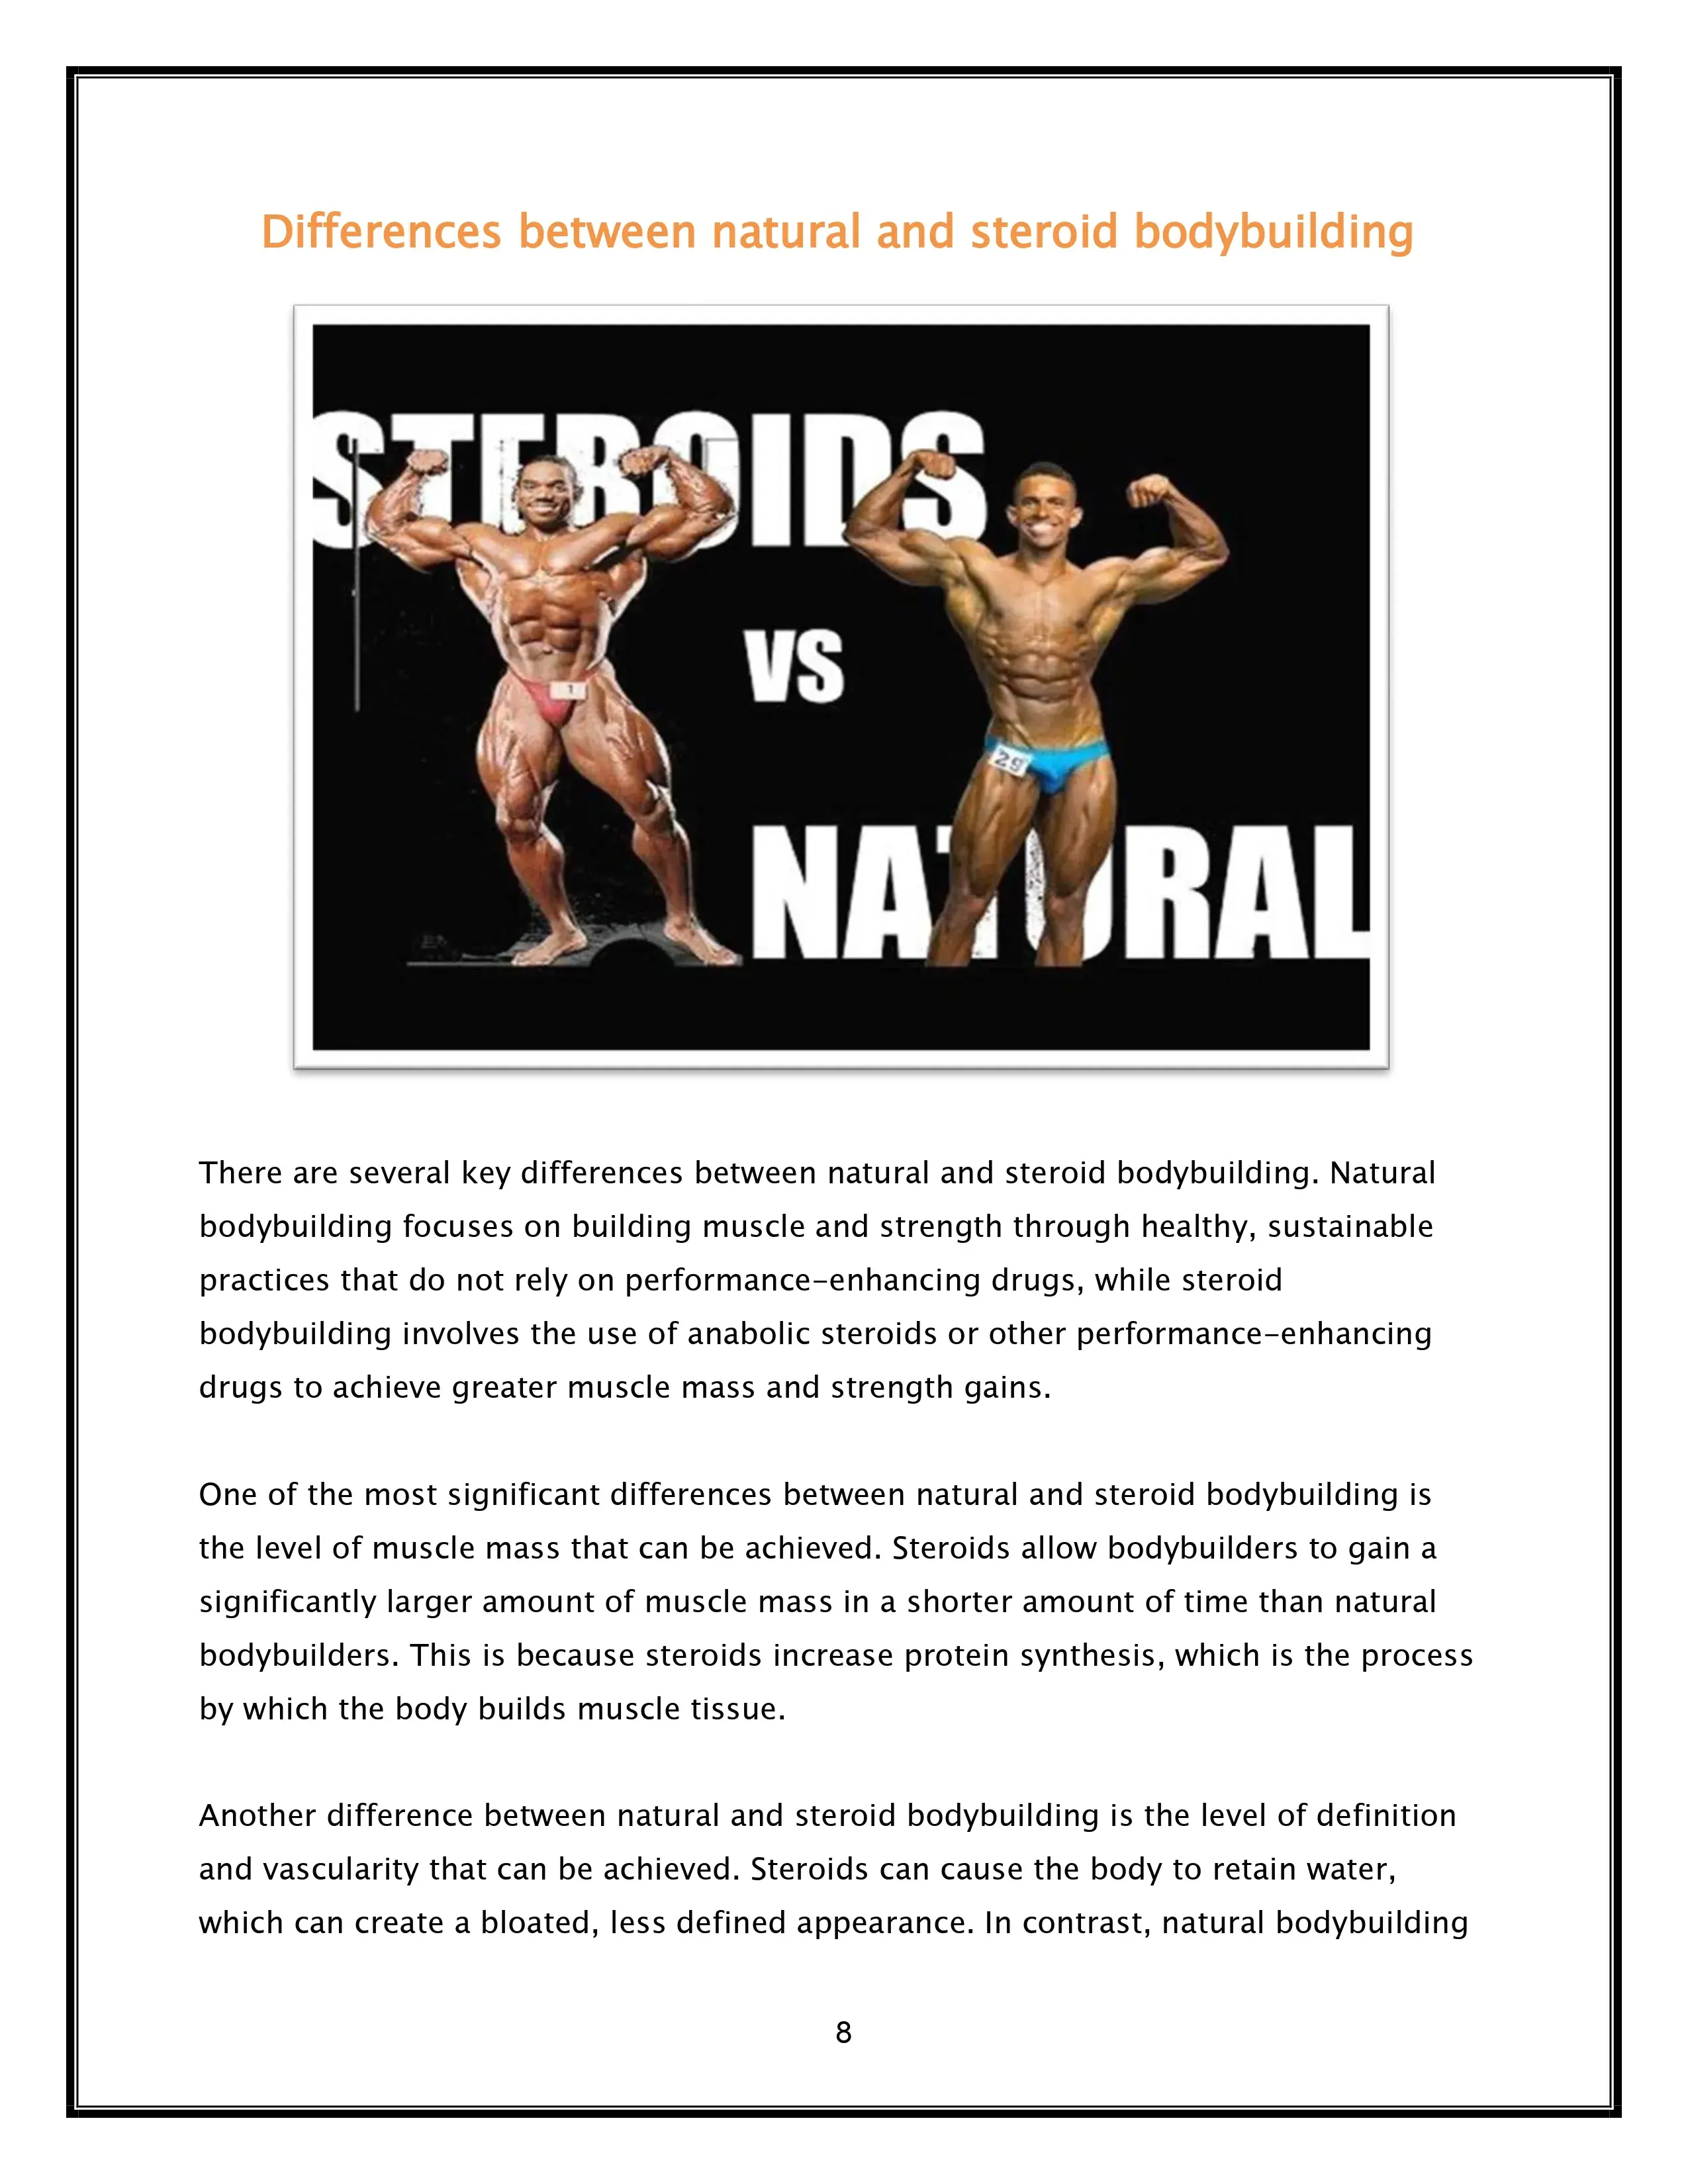 Differences between natural and steroid bodybuilding
STEROIDS
1
VS
29
NATURAL
There are several key differences between natural and steroid bodybuilding. Natural
bodybuilding focuses on building muscle and strength through healthy, sustainable
practices that do not rely on performance-enhancing drugs, while steroid
bodybuilding involves the use of anabolic steroids or other performance-enhancing
drugs to achieve greater muscle mass and strength gains.
One of the most significant differences between natural and steroid bodybuilding is
the level of muscle mass that can be achieved. Steroids allow bodybuilders to gain a
significantly larger amount of muscle mass in a shorter amount of time than natural
bodybuilders. This is because steroids increase protein synthesis, which is the process
by which the body builds muscle tissue.
Another difference between natural and steroid bodybuilding is the level of definition
and vascularity that can be achieved. Steroids can cause the body to retain water,
which can create a bloated, less defined appearance. In contrast, natural bodybuilding
8